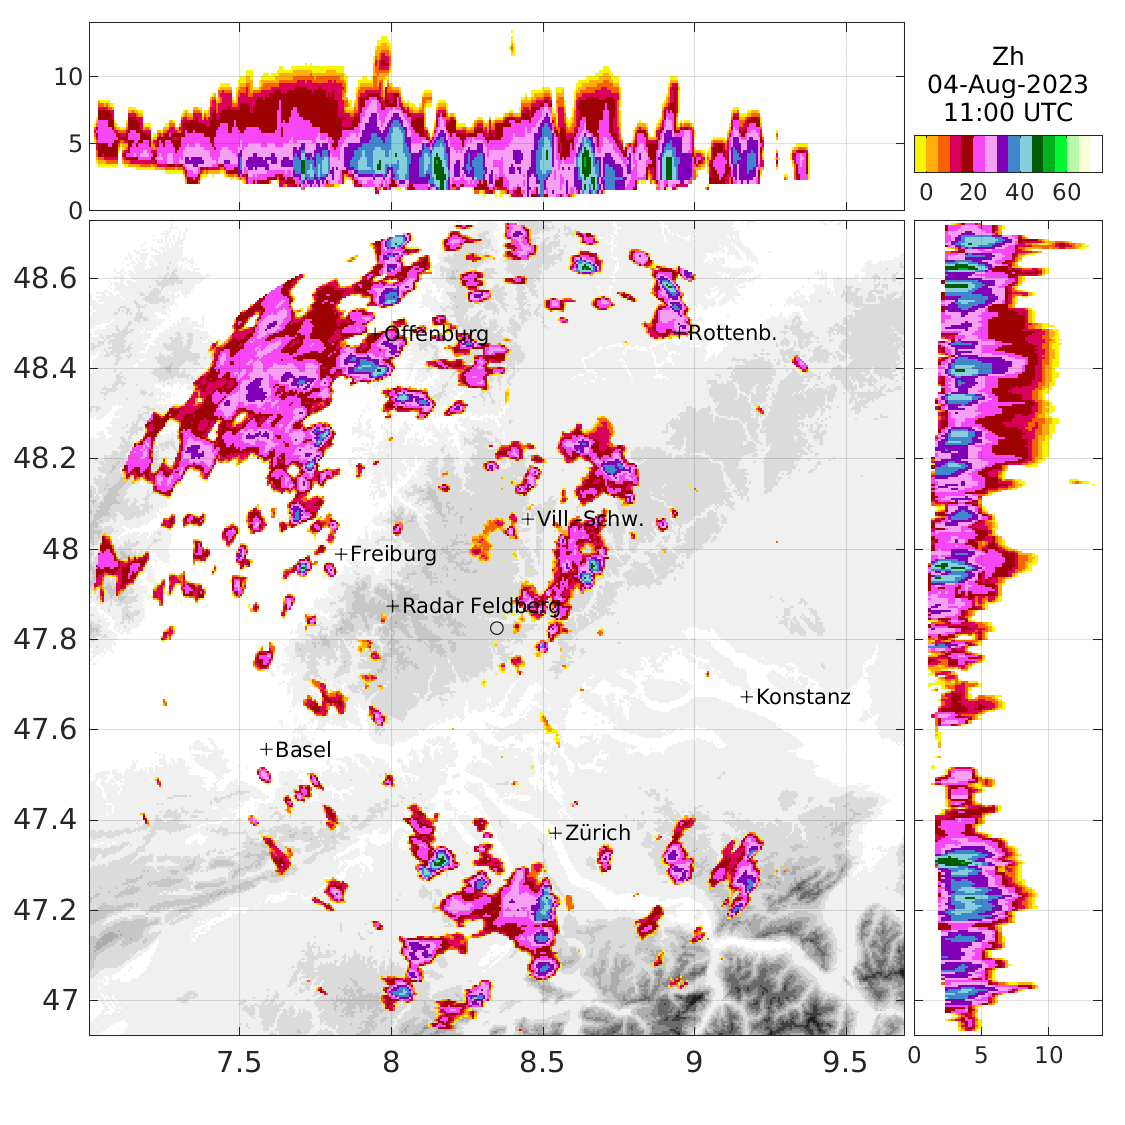 10
5
0
Zh
04-Aug-2023
11:00 UTC
0 20 40 60
48.6
48.4
48.2
48
47.8
47.6
47.4
47.2
47
Offenburg
Rottenb.
Vill.-Schw.
Freiburg
Radar Feldberg
Konstanz
Basel
Zürich
7.5 8 8.5 9 9.5
0 5 10